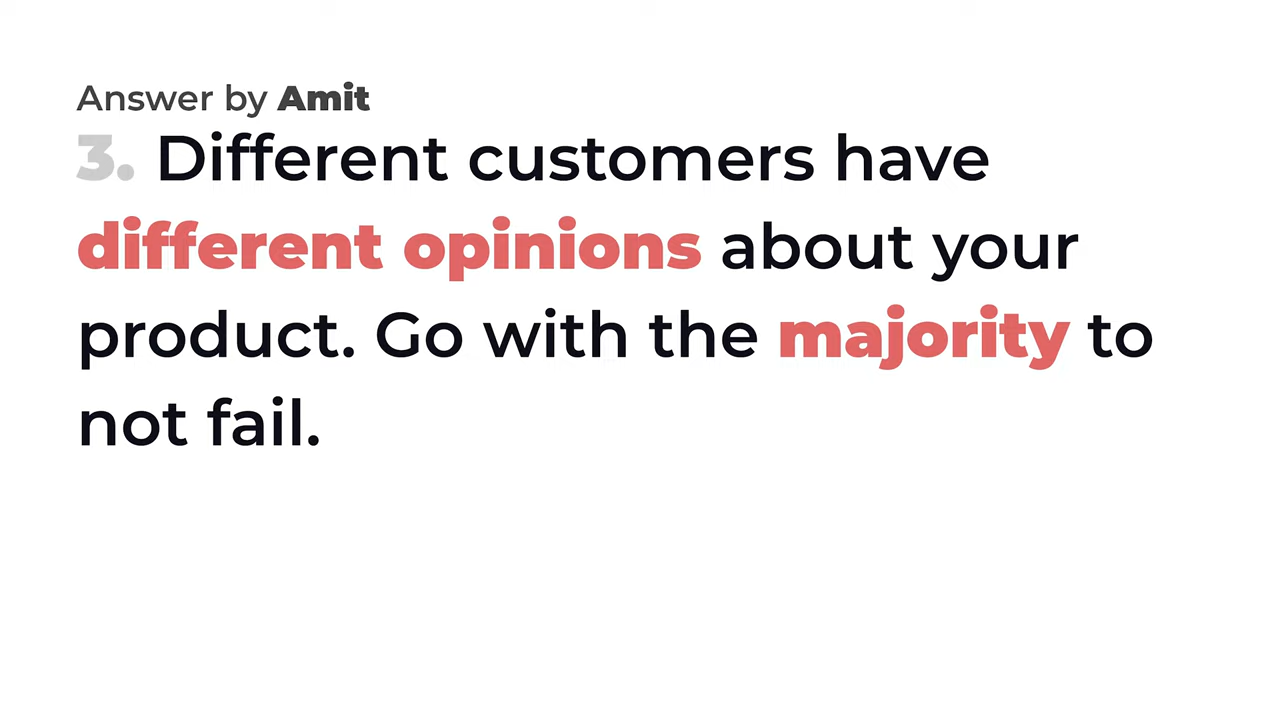 Answer by Amit
3. Different customers have
different opinions about your
product. Go with the majority to
not fail.